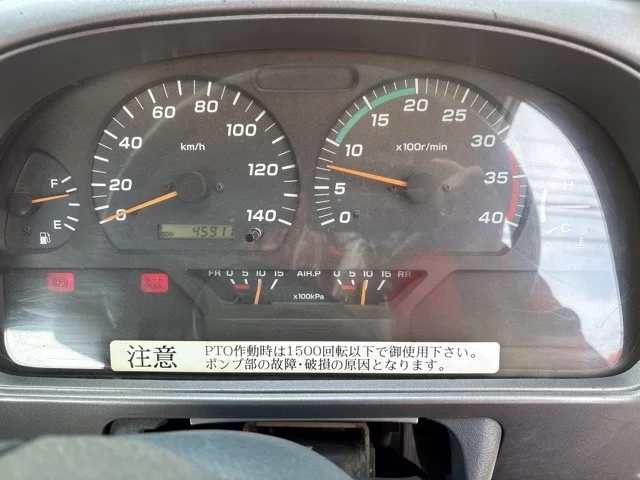 60 80
40 100
20 120
0 140
km/h
ODO 45911
F
E
20
15 25
10 30
5 35
0 40
x100r/min
H
C
FR 0 5 10 15 AIR.P 0 5 10 15 RR
x100kPa
注意
PTO作動時は1500回転以下で御使用下さい。
ポンプ部の故障・破損の原因となります。